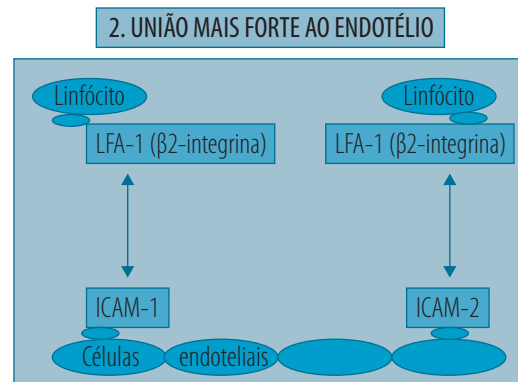 2. UNIÃO MAIS FORTE AO ENDOTÉLIO
Linfócito
Linfócito
LFA-1 (β2-integrina)
LFA-1 (β2-integrina)
ICAM-1
ICAM-2
Células
endoteliais